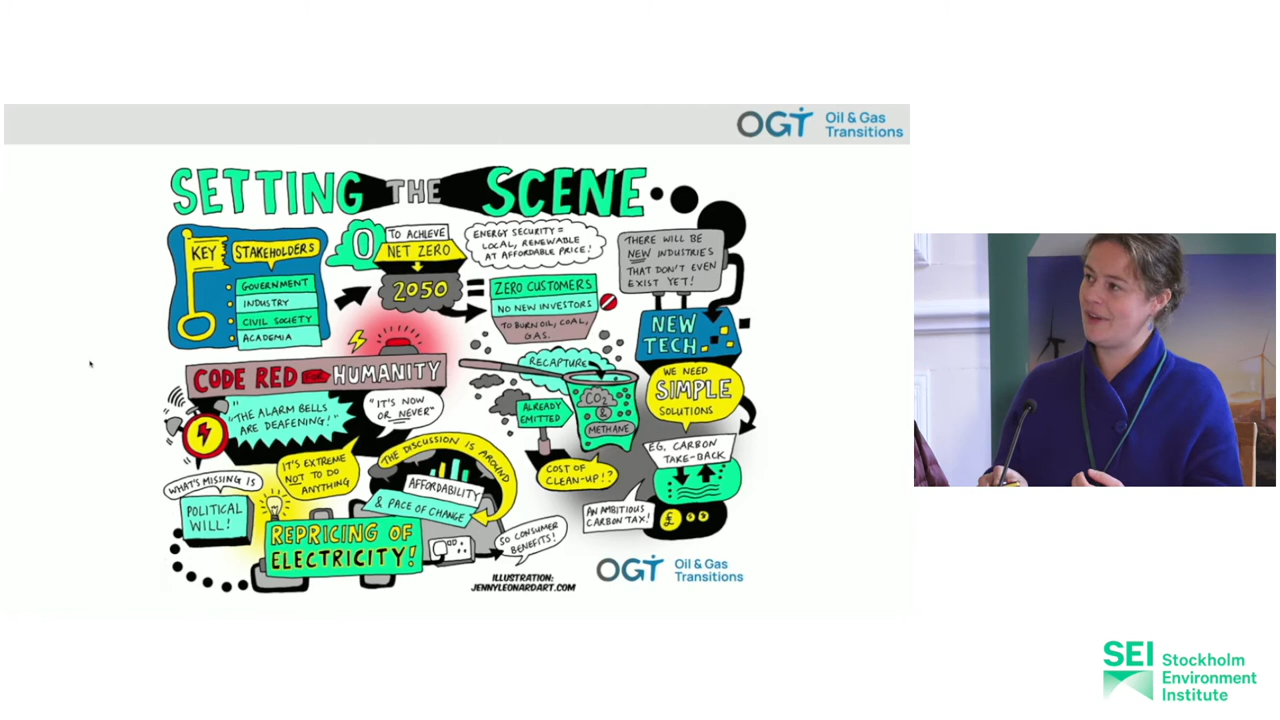 OGT Oil & Gas
Transitions
SETTING THE SCENE
KEY STAKEHOLDERS
GOVERNMENT
INDUSTRY
CIVIL SOCIETY
ACADEMIA
0 TO ACHIEVE
NET ZERO
2050
=
ENERGY SECURITY =
LOCAL, RENEWABLE
AT AFFORDABLE PRICE!
ZERO CUSTOMERS
NO NEW INVESTORS
TO BURN OIL, COAL,
GAS.
THERE WILL BE
NEW INDUSTRIES
THAT DON'T EVEN
EXIST YET!
NEW
TECH
CODE RED FOR HUMANITY
"THE ALARM BELLS
ARE DEAFENING!"
"IT'S NOW
OR NEVER"
RECAPTURE
ALREADY
EMITTED
CO2
&
METHANE
COST OF
CLEAN-UP!?
WE NEED
SIMPLE
SOLUTIONS
EG. CARBON
TAKE-BACK
AN AMBITIOUS
CARBON TAX!
£
WHAT'S MISSING IS
POLITICAL
WILL!
IT'S EXTREME
NOT TO DO
ANYTHING
THE DISCUSSION IS AROUND
AFFORDABILITY
& PACE OF CHANGE
REPRICING OF
ELECTRICITY!
SO CONSUMER
BENEFITS!
ILLUSTRATION:
JENNYLEONARDART.COM
OGT Oil & Gas
Transitions
SEI Stockholm
Environment
Institute